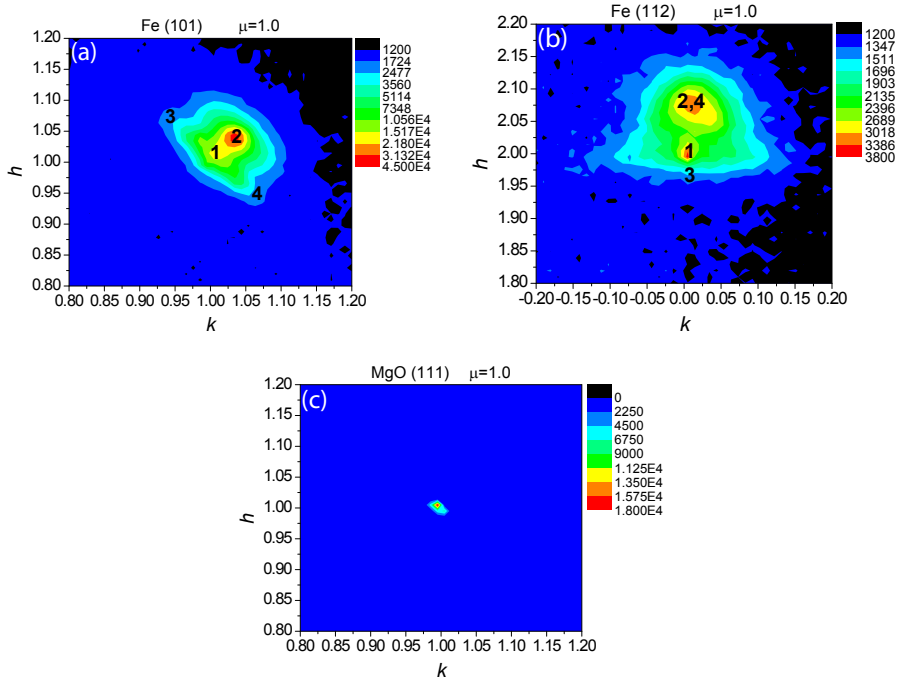 Fe (101) μ=1.0
(a)
1.20
1.15
1.10
1.05
1.00
0.95
0.90
0.85
0.80
h
3
2
1
4
0.80 0.85 0.90 0.95 1.00 1.05 1.10 1.15 1.20
k
1200
1724
2477
3560
5114
7348
1.056E4
1.517E4
2.180E4
3.132E4
4.500E4
Fe (112) μ=1.0
(b)
2.20
2.15
2.10
2.05
2.00
1.95
1.90
1.85
1.80
h
2,4
1
3
-0.20 -0.15 -0.10 -0.05 0.00 0.05 0.10 0.15 0.20
k
1200
1347
1511
1696
1903
2135
2396
2689
3018
3386
3800
MgO (111) μ=1.0
(c)
1.20
1.15
1.10
1.05
1.00
0.95
0.90
0.85
0.80
h
0.80 0.85 0.90 0.95 1.00 1.05 1.10 1.15 1.20
k
0
2250
4500
6750
9000
1.125E4
1.350E4
1.575E4
1.800E4